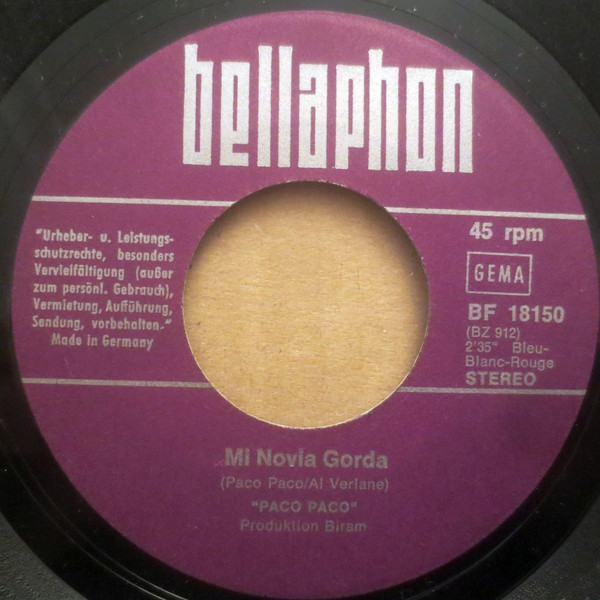 bellaphon
"Urheber- u. Leistungs-
schutzrechte, besonders
Vervielfältigung (außer
zum persönl. Gebrauch),
Vermietung, Aufführung,
Sendung, vorbehalten."
Made in Germany
45 rpm
GEMA
BF 18150
(BZ 912)
2'35" Bleu-
Blanc-Rouge
STEREO
Mi Novia Gorda
(Paco Paco/Al Verlane)
"PACO PACO"
Produktion Biram